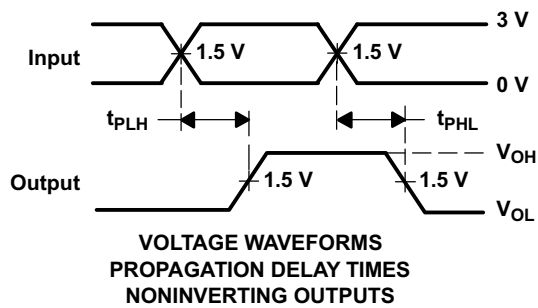 3 V
Input
1.5 V
1.5 V
0 V
tPLH
tPHL
VOH
Output
1.5 V
1.5 V
VOL
VOLTAGE WAVEFORMS
PROPAGATION DELAY TIMES
NONINVERTING OUTPUTS